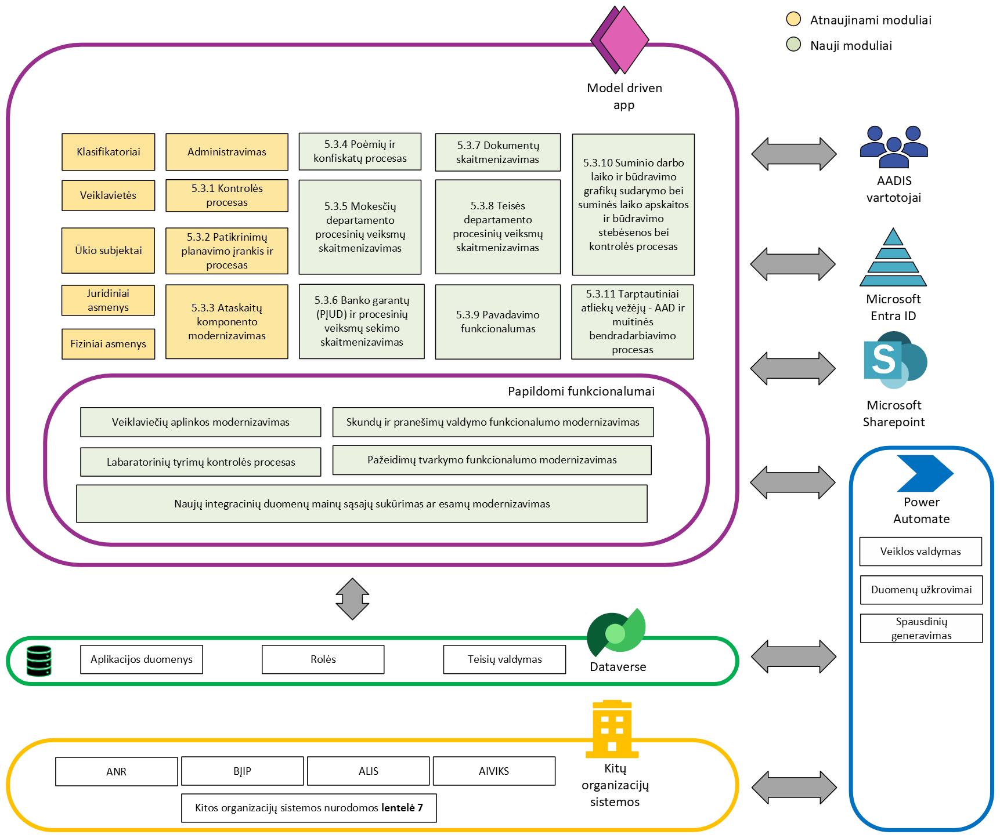 Atnaujinami moduliai
Nauji moduliai
Model driven
app
Klasifikatoriai
Administravimas
5.3.4 Poėmių ir
konfiskatų procesas
5.3.7 Dokumentų
skaitmenizavimas
5.3.10 Suminio darbo
laiko ir būdravimo
grafikų sudarymo bei
suminės laiko apskaitos
ir būdravimo
stebėsenos bei
kontrolės procesas
Veiklavietės
5.3.1 Kontrolės
procesas
5.3.5 Mokesčių
departamento
procesinių veiksmų
skaitmenizavimas
5.3.8 Teisės
departamento
procesinių veiksmų
skaitmenizavimas
Ūkio subjektai
5.3.2 Patikrinimų
planavimo įrankis ir
procesas
Juridiniai
asmenys
5.3.3 Ataskaitų
komponento
modernizavimas
5.3.6 Banko garantų
(PĮUD) ir procesinių
veiksmų sekimo
skaitmenizavimas
5.3.9 Pavadavimo
funkcionalumas
5.3.11 Tarptautiniai
atliekų vežėjų - AAD ir
muitinės
bendradarbiavimo
procesas
Fiziniai asmenys
Papildomi funkcionalumai
Veiklaviečių aplinkos modernizavimas
Skundų ir pranešimų valdymo funkcionalumo modernizavimas
Labaratorinių tyrimų kontrolės procesas
Pažeidimų tvarkymo funkcionalumo modernizavimas
Naujų integracinių duomenų mainų sąsajų sukūrimas ar esamų modernizavimas
AADIS
vartotojai
Microsoft
Entra ID
S
Microsoft
Sharepoint
Power
Automate
Veiklos valdymas
Duomenų užkrovimai
Spausdinių
generavimas
Aplikacijos duomenys
Rolės
Teisių valdymas
Dataverse
ANR
BĮIP
ALIS
AIVIKS
Kitos organizacijų sistemos nurodomos lentelė 7
Kitų
organizacijų
sistemos